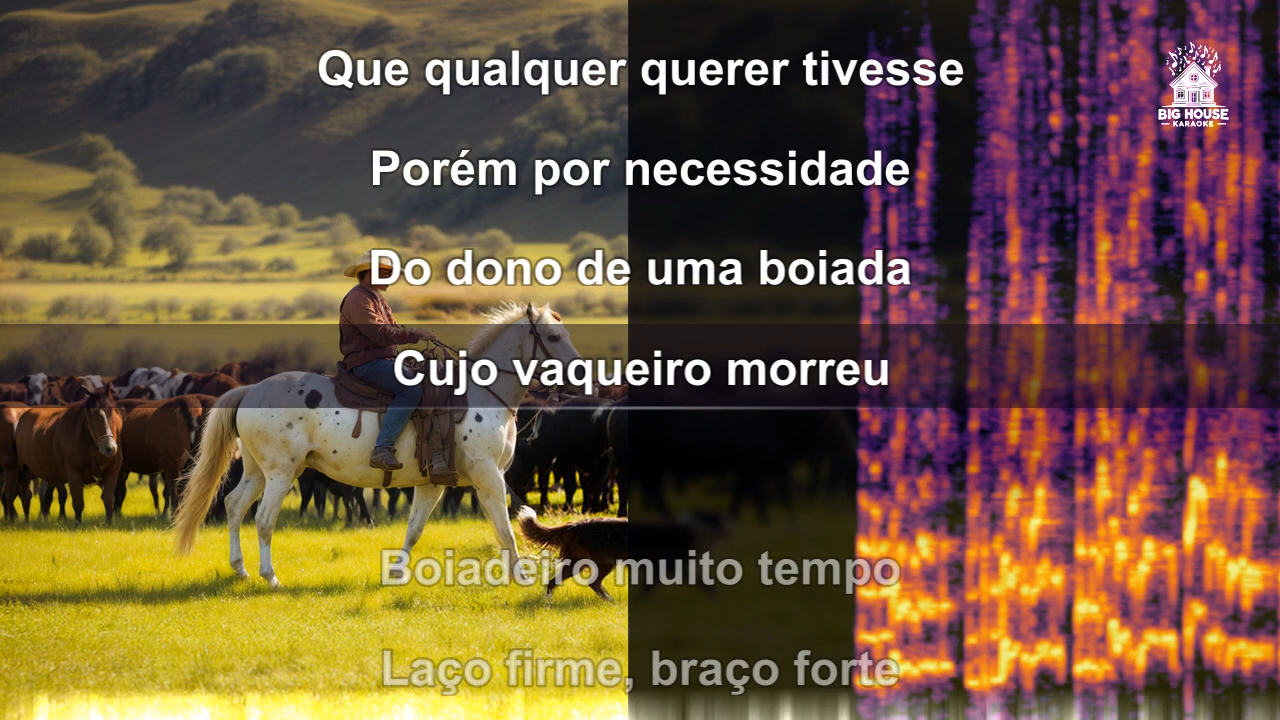 Que qualquer querer tivesse
BIG HOUSE
KARAOKE
Porém por necessidade
Do dono de uma boiada
Cujo vaqueiro morreu
Boiadeiro muito tempo
Laço firme, braço forte